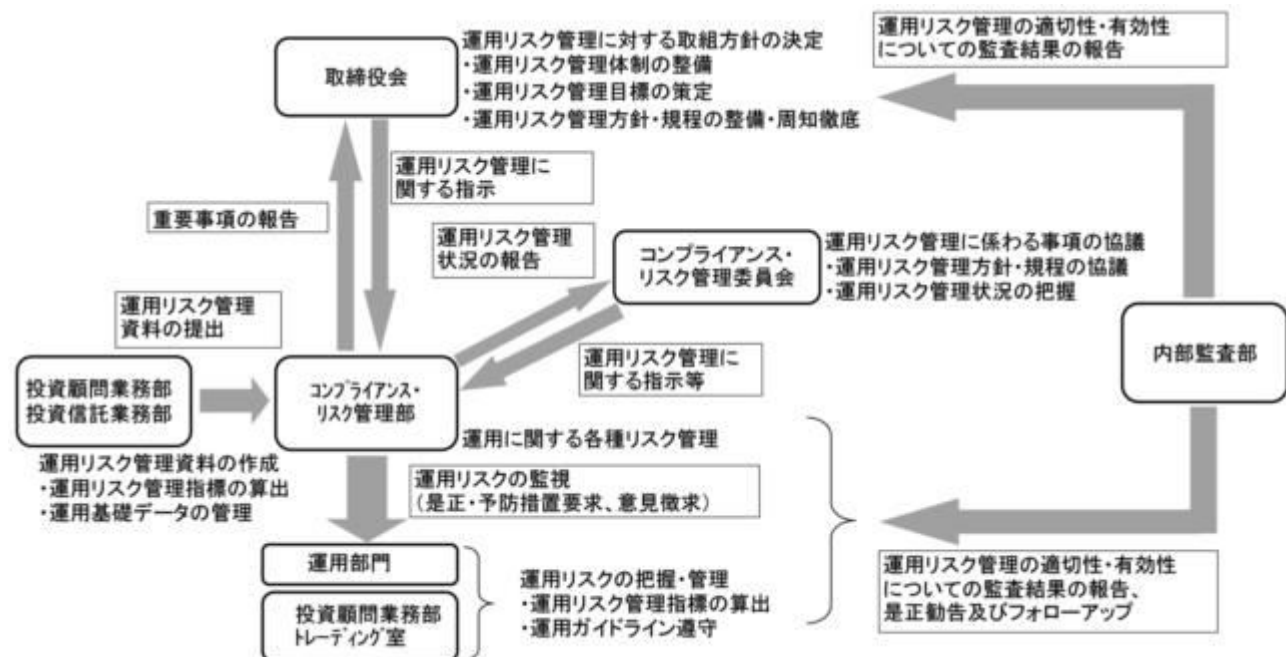 取締役会
運用リスク管理に対する取組方針の決定
・運用リスク管理体制の整備
・運用リスク管理目標の策定
・運用リスク管理方針・規程の整備・周知徹底
運用リスク管理の適切性・有効性
についての監査結果の報告
運用リスク管理に
関する指示
重要事項の報告
運用リスク管理
状況の報告
コンプライアンス・
リスク管理委員会
運用リスク管理に係わる事項の協議
・運用リスク管理方針・規程の協議
・運用リスク管理状況の把握
運用リスク管理
資料の提出
運用リスク管理に
関する指示等
内部監査部
投資顧問業務部
投資信託業務部
コンプライアンス・
リスク管理部
運用に関する各種リスク管理
運用リスク管理資料の作成
・運用リスク管理指標の算出
・運用基礎データの管理
運用リスクの監視
(是正・予防措置要求、意見徴求)
運用部門
投資顧問業務部
トレーディング室
運用リスクの把握・管理
・運用リスク管理指標の算出
・運用ガイドライン遵守
運用リスク管理の適切性・有効性
についての監査結果の報告、
是正勧告及びフォローアップ